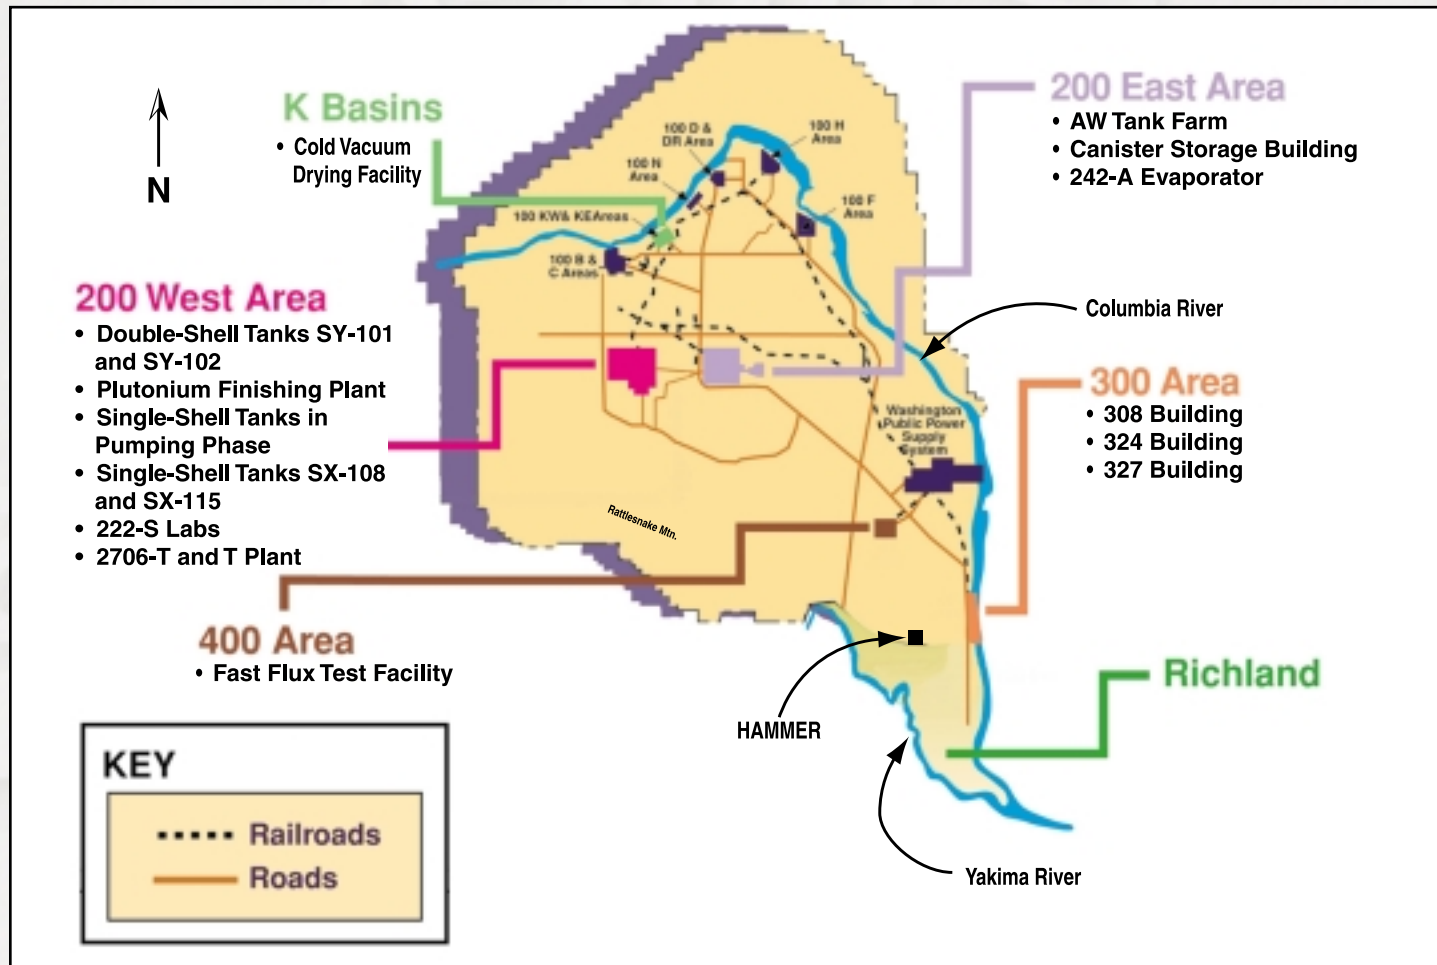 N
K Basins
• Cold Vacuum
Drying Facility
200 East Area
• AW Tank Farm
• Canister Storage Building
• 242-A Evaporator
100 D &
DR Area
100 H
Area
100 N
Area
100 F
Area
100 KW& KEAreas
100 B &
C Areas
200 West Area
• Double-Shell Tanks SY-101
and SY-102
• Plutonium Finishing Plant
• Single-Shell Tanks in
Pumping Phase
• Single-Shell Tanks SX-108
and SX-115
• 222-S Labs
• 2706-T and T Plant
Columbia River
300 Area
• 308 Building
• 324 Building
• 327 Building
Washington
Public Power
Supply
System
Rattlesnake Mtn.
400 Area
• Fast Flux Test Facility
HAMMER
Richland
Yakima River
KEY
Railroads
Roads